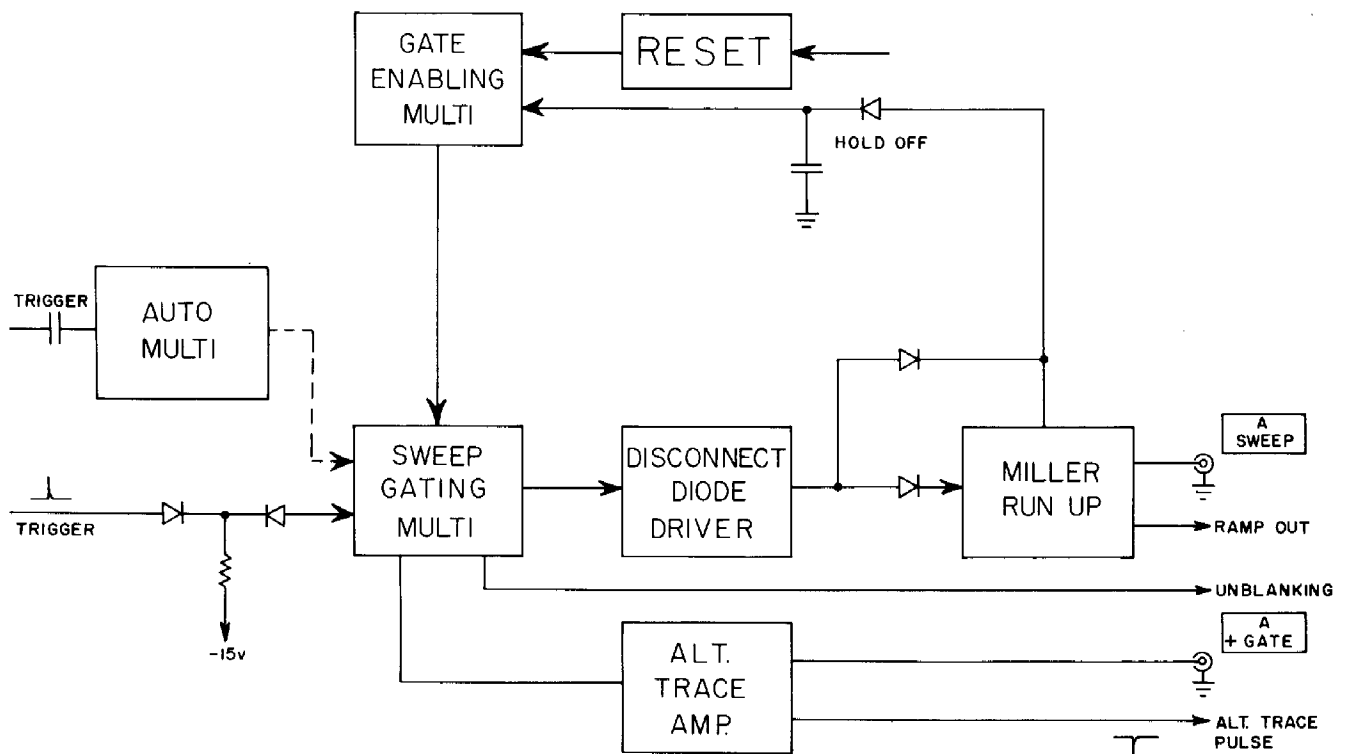 GATE
ENABLING
MULTI
RESET
HOLD OFF
TRIGGER
AUTO
MULTI
TRIGGER
-15v
SWEEP
GATING
MULTI
DISCONNECT
DIODE
DRIVER
MILLER
RUN UP
A
SWEEP
RAMP OUT
UNBLANKING
A
+ GATE
ALT.
TRACE
AMP.
ALT. TRACE
PULSE